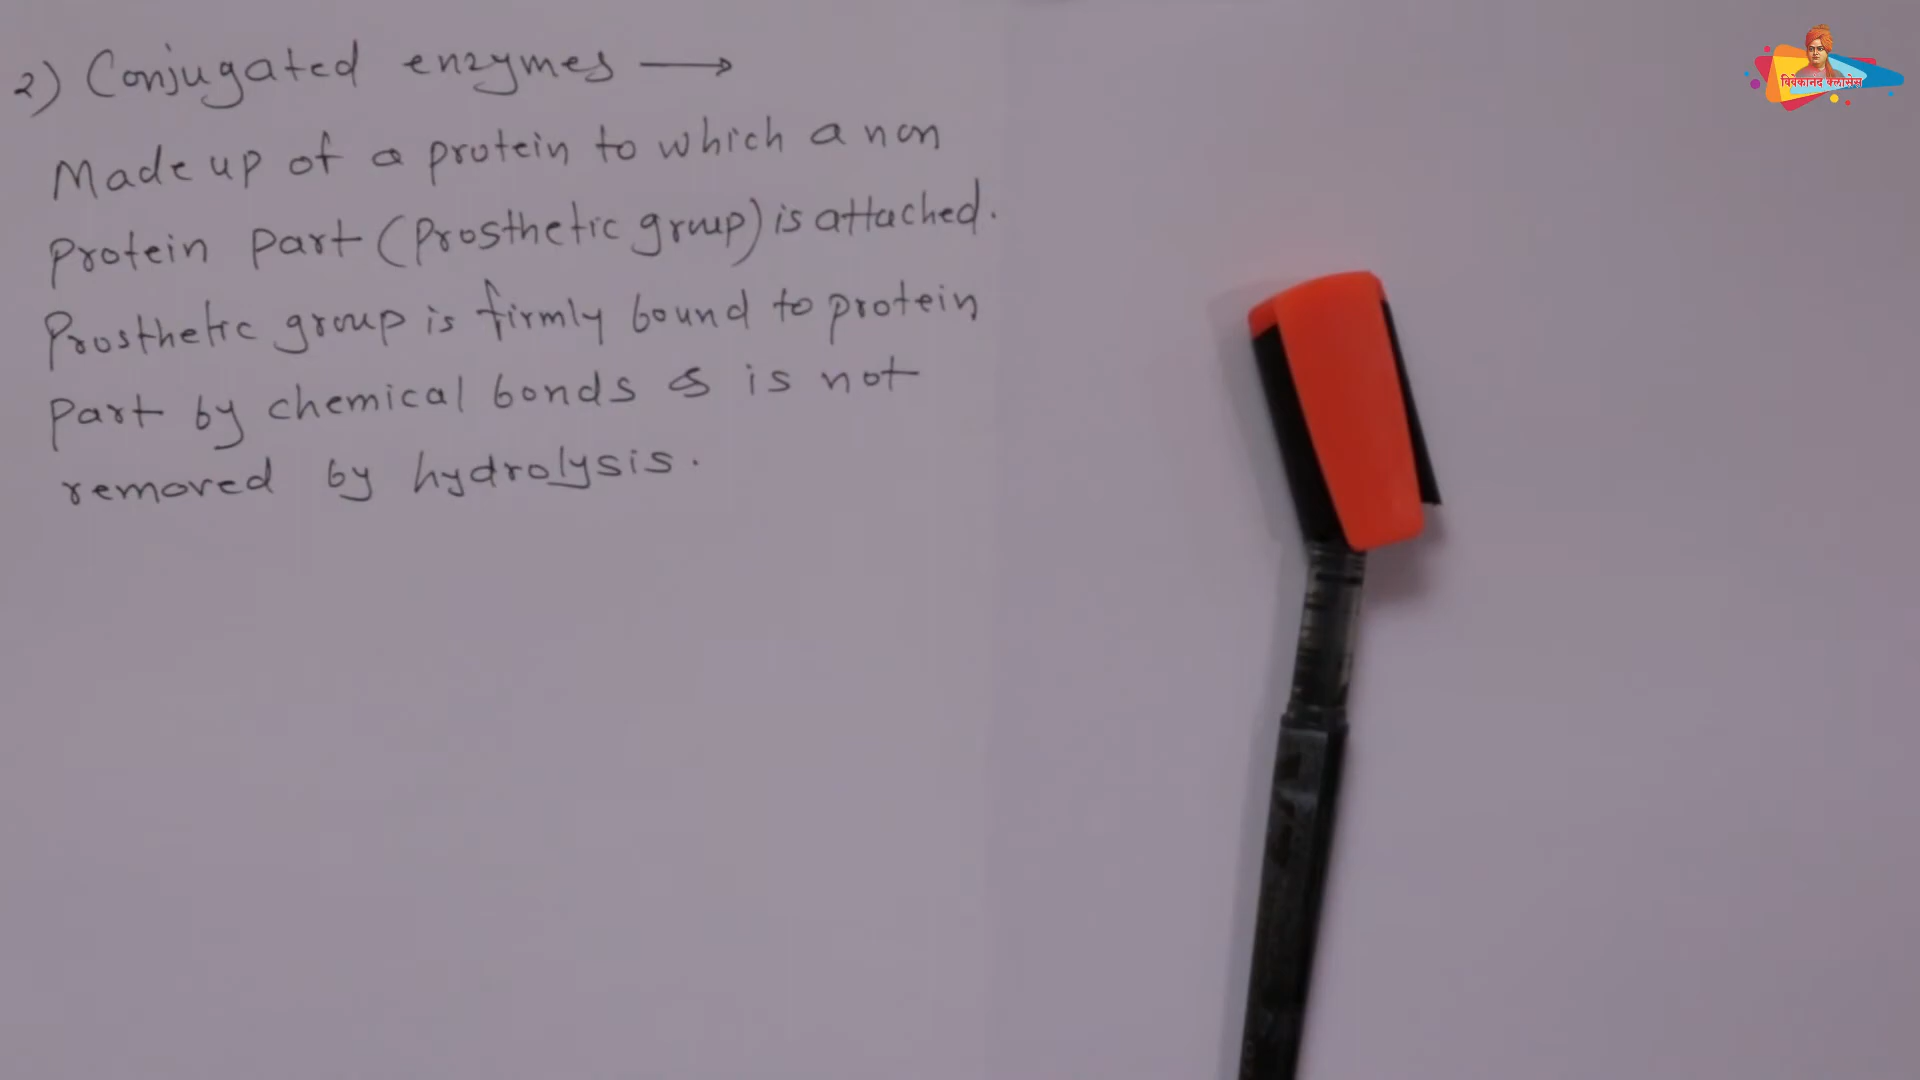 2) Conjugated enzymes →
Made up of a protein to which a non
protein part (Prosthetic group) is attached.
Prosthetic group is firmly bound to protein
part by chemical bonds & is not
removed by hydrolysis.
विवेकानंद क्लासेस